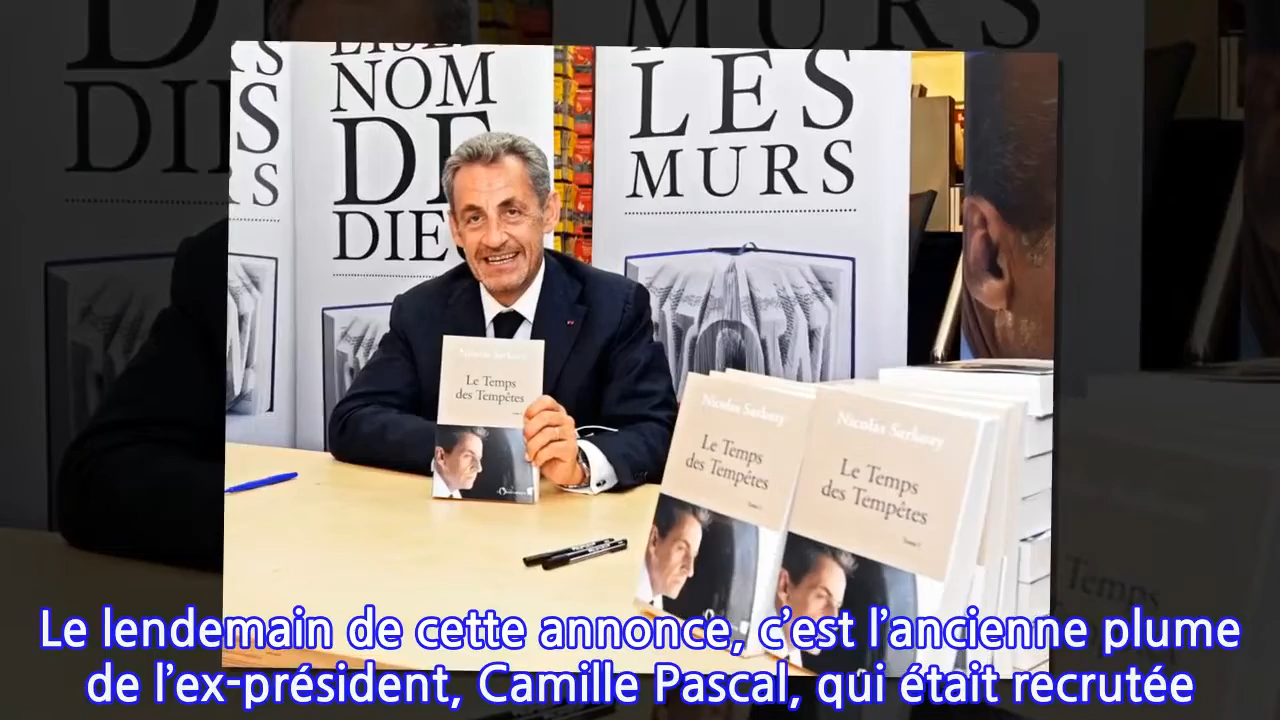 NOM
DE
DIE
LES
MURS
Le Temps
des Tempêtes
Nicolas Sarkozy
Le Temps
des Tempêtes
Nicolas Sarkozy
Le Temps
des Tempêtes
Le lendemain de cette annonce, c'est l'ancienne plume
de l'ex-président, Camille Pascal, qui était recrutée